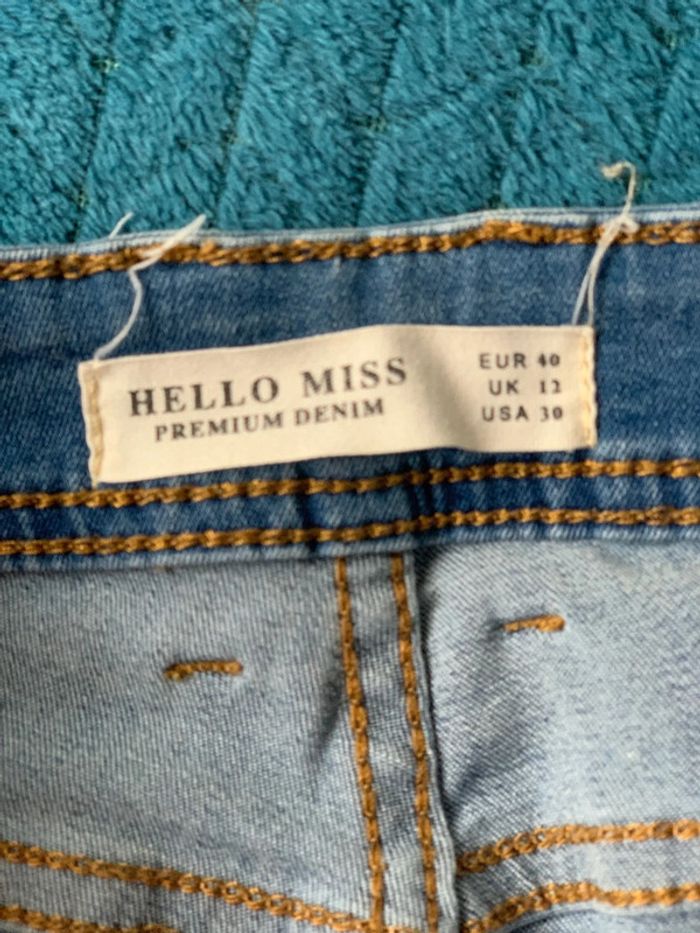 HELLO MISS
PREMIUM DENIM
EUR 40
UK 12
USA 30